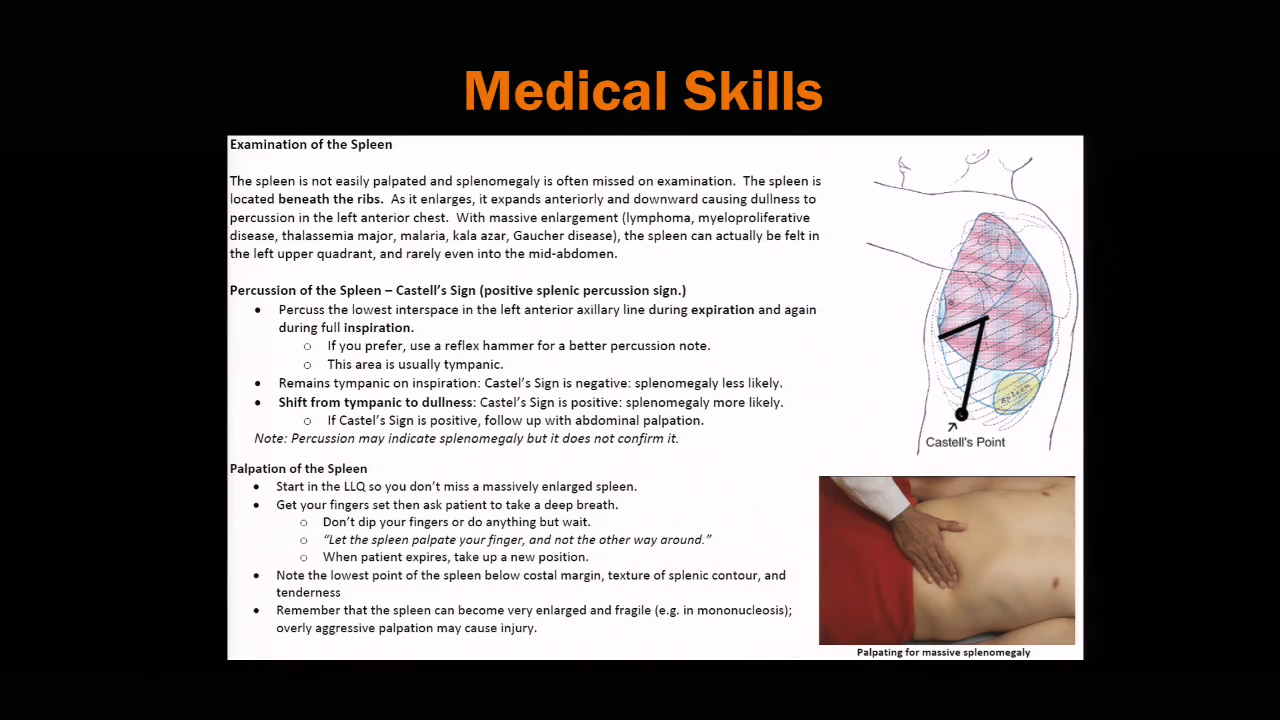 Medical Skills
Examination of the Spleen
The spleen is not easily palpated and splenomegaly is often missed on examination. The spleen is
located beneath the ribs. As it enlarges, it expands anteriorly and downward causing dullness to
percussion in the left anterior chest. With massive enlargement (lymphoma, myeloproliferative
disease, thalassemia major, malaria, kala azar, Gaucher disease), the spleen can actually be felt in
the left upper quadrant, and rarely even into the mid-abdomen.
Percussion of the Spleen – Castell's Sign (positive splenic percussion sign.)
• Percuss the lowest interspace in the left anterior axillary line during expiration and again
during full inspiration.
○ If you prefer, use a reflex hammer for a better percussion note.
○ This area is usually tympanic.
• Remains tympanic on inspiration: Castel's Sign is negative: splenomegaly less likely.
• Shift from tympanic to dullness: Castel's Sign is positive: splenomegaly more likely.
○ If Castel's Sign is positive, follow up with abdominal palpation.
Note: Percussion may indicate splenomegaly but it does not confirm it.
Palpation of the Spleen
• Start in the LLQ so you don't miss a massively enlarged spleen.
• Get your fingers set then ask patient to take a deep breath.
○ Don't dip your fingers or do anything but wait.
○ "Let the spleen palpate your finger, and not the other way around."
○ When patient expires, take up a new position.
• Note the lowest point of the spleen below costal margin, texture of splenic contour, and
tenderness
• Remember that the spleen can become very enlarged and fragile (e.g. in mononucleosis);
overly aggressive palpation may cause injury.
Spleen
Castell's Point
Palpating for massive splenomegaly